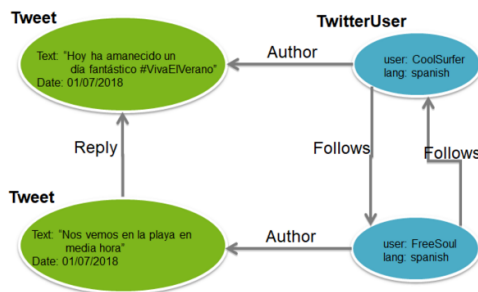 Tweet
TwitterUser
Text: "Hoy ha amanecido un
día fantástico #VivaElVerano"
Date: 01/07/2018
Author
user: CoolSurfer
lang: spanish
Reply
Follows
Follows
Tweet
Text: "Nos vemos en la playa en
media hora"
Date: 01/07/2018
Author
user: FreeSoul
lang: spanish